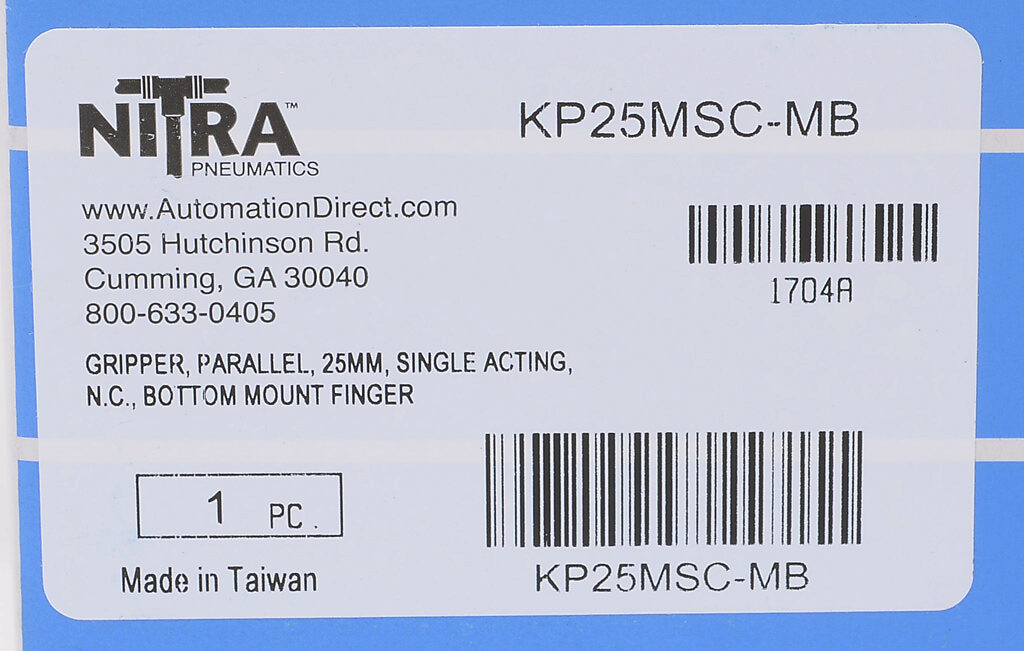 NITRA™
PNEUMATICS
KP25MSC-MB
www.AutomationDirect.com
3505 Hutchinson Rd.
Cumming, GA 30040
800-633-0405
1704A
GRIPPER, PARALLEL, 25MM, SINGLE ACTING,
N.C., BOTTOM MOUNT FINGER
1 PC.
Made in Taiwan
KP25MSC-MB